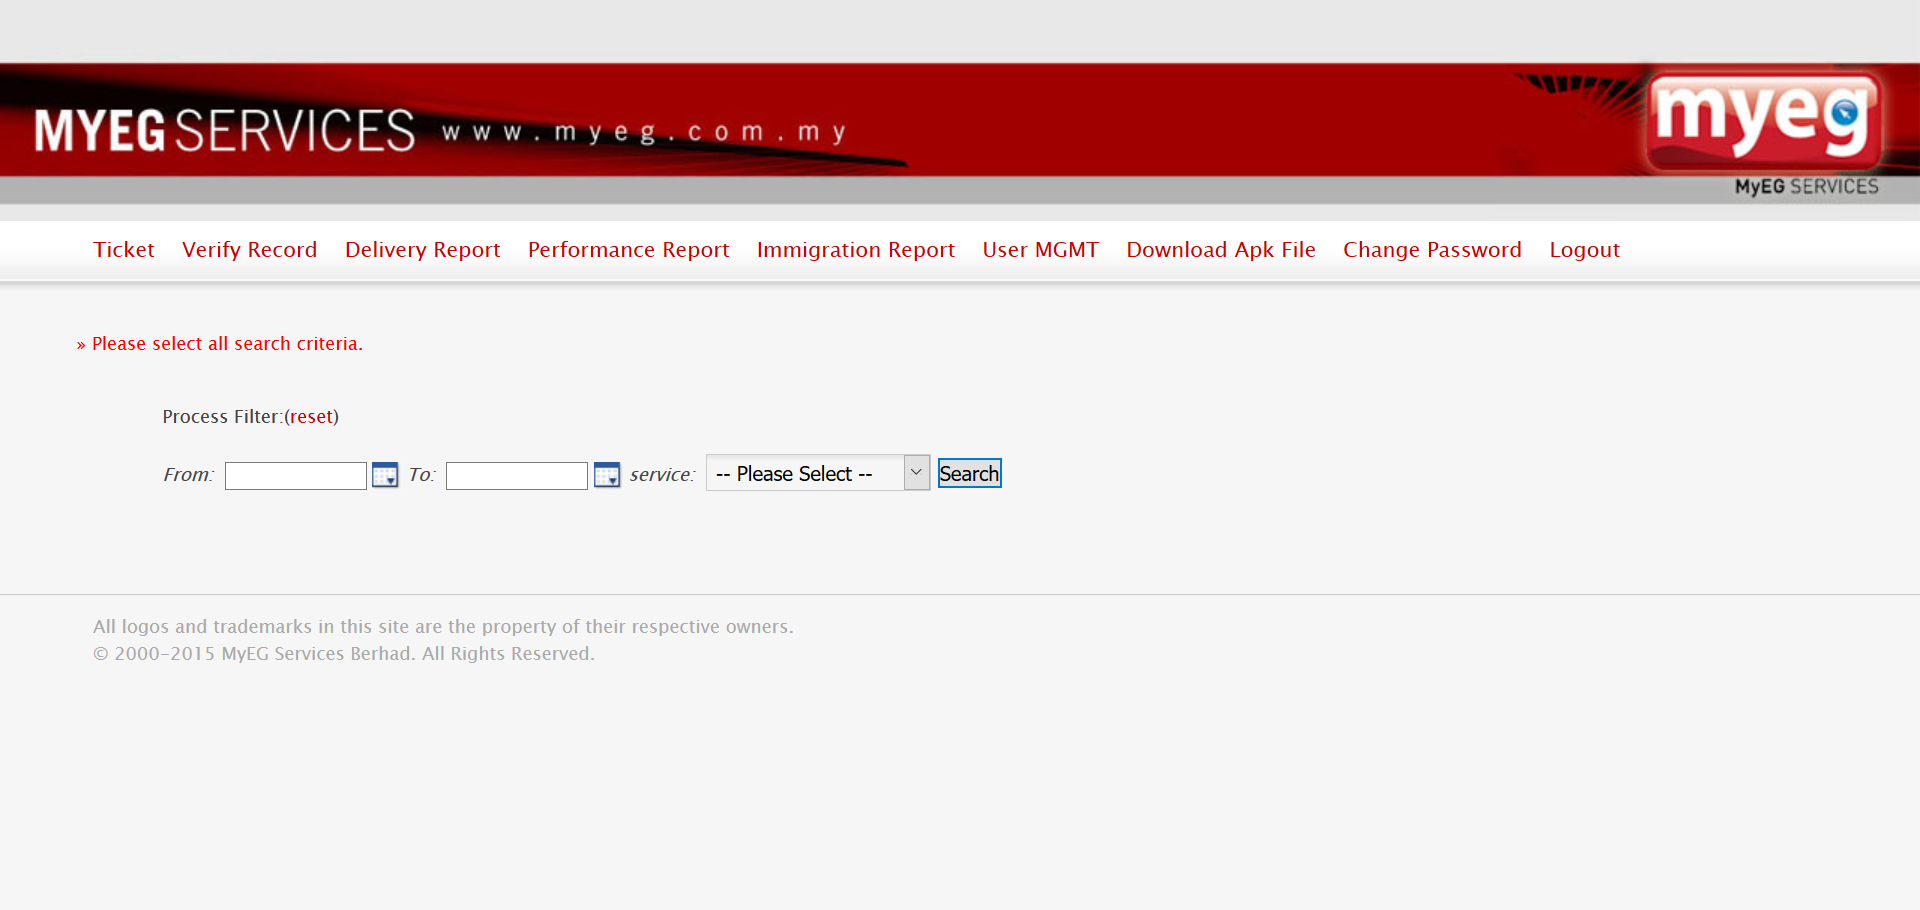 MYEG SERVICES www.myeg.com.my
myeg
MyEG SERVICES
Ticket Verify Record Delivery Report Performance Report Immigration Report User MGMT Download Apk File Change Password Logout
» Please select all search criteria.
Process Filter:(reset)
From: To: service: -- Please Select -- Search
All logos and trademarks in this site are the property of their respective owners.
© 2000-2015 MyEG Services Berhad. All Rights Reserved.